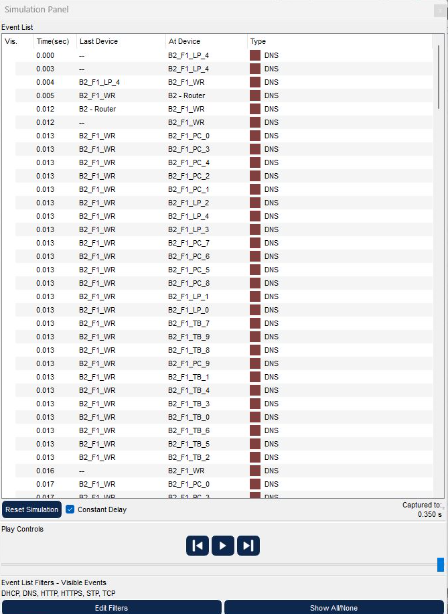 Simulation Panel
Event List
Vis. Time(sec) Last Device At Device Type
0.000 -- B2_F1_LP_4 DNS
0.003 -- B2_F1_LP_4 DNS
0.004 B2_F1_LP_4 B2_F1_WR DNS
0.005 B2_F1_WR B2 - Router DNS
0.012 B2 - Router B2_F1_WR DNS
0.012 -- B2_F1_WR DNS
0.013 B2_F1_WR B2_F1_PC_0 DNS
0.013 B2_F1_WR B2_F1_PC_3 DNS
0.013 B2_F1_WR B2_F1_PC_4 DNS
0.013 B2_F1_WR B2_F1_PC_2 DNS
0.013 B2_F1_WR B2_F1_PC_1 DNS
0.013 B2_F1_WR B2_F1_LP_2 DNS
0.013 B2_F1_WR B2_F1_LP_4 DNS
0.013 B2_F1_WR B2_F1_LP_3 DNS
0.013 B2_F1_WR B2_F1_PC_7 DNS
0.013 B2_F1_WR B2_F1_PC_6 DNS
0.013 B2_F1_WR B2_F1_PC_5 DNS
0.013 B2_F1_WR B2_F1_PC_8 DNS
0.013 B2_F1_WR B2_F1_LP_1 DNS
0.013 B2_F1_WR B2_F1_LP_0 DNS
0.013 B2_F1_WR B2_F1_TB_7 DNS
0.013 B2_F1_WR B2_F1_TB_9 DNS
0.013 B2_F1_WR B2_F1_TB_8 DNS
0.013 B2_F1_WR B2_F1_PC_9 DNS
0.013 B2_F1_WR B2_F1_TB_1 DNS
0.013 B2_F1_WR B2_F1_TB_4 DNS
0.013 B2_F1_WR B2_F1_TB_3 DNS
0.013 B2_F1_WR B2_F1_TB_0 DNS
0.013 B2_F1_WR B2_F1_TB_6 DNS
0.013 B2_F1_WR B2_F1_TB_5 DNS
0.013 B2_F1_WR B2_F1_TB_2 DNS
0.016 -- B2_F1_WR DNS
0.017 B2_F1_WR B2_F1_PC_0 DNS
0.017 B2_F1_WR B2_F1_PC_3 DNS
Reset Simulation Constant Delay Captured to:
0.350 s
Play Controls
Event List Filters - Visible Events
DHCP, DNS, HTTP, HTTPS, STP, TCP
Edit Filters Show All/None